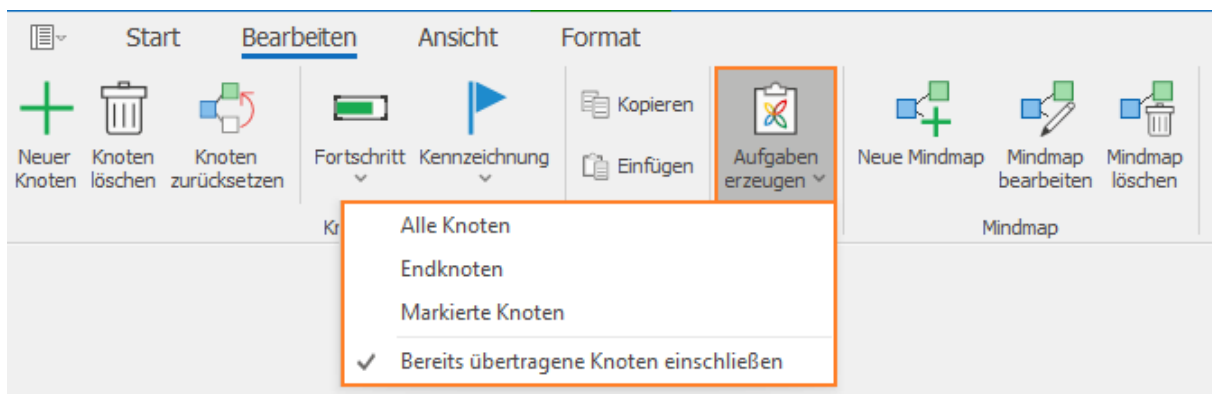 Start Bearbeiten Ansicht Format
Neuer Knoten Knoten Fortschritt Kennzeichnung Kopieren Aufgaben Neue Mindmap Mindmap Mindmap
Knoten löschen zurücksetzen Einfügen erzeugen bearbeiten löschen
Kr Mindmap
Alle Knoten
Endknoten
Markierte Knoten
Bereits übertragene Knoten einschließen